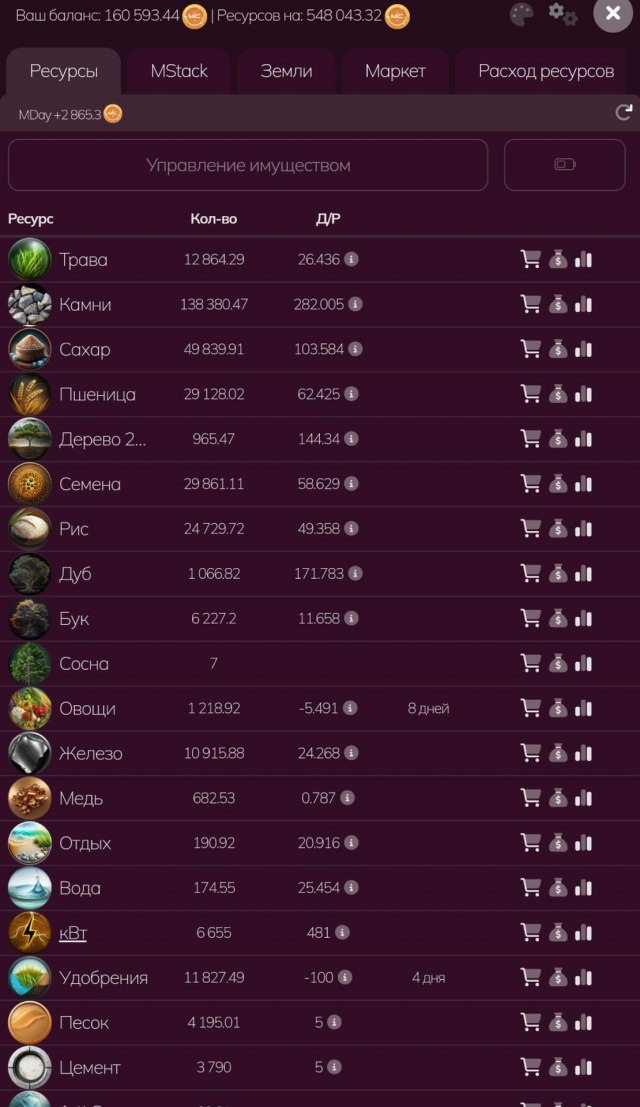 Ваш баланс: 160 593.44 | Ресурсов на: 548 043.32
Ресурсы MStack Земли Маркет Расход ресурсов
MDay +2 865.3
Управление имуществом
Ресурс Кол-во Д/Р
Трава 12 864.29 26.436
Камни 138 380.47 282.005
Сахар 49 839.91 103.584
Пшеница 29 128.02 62.425
Дерево 2... 965.47 144.34
Семена 29 861.11 58.629
Рис 24 729.72 49.358
Дуб 1 066.82 171.783
Бук 6 227.2 11.658
Сосна 7
Овощи 1 218.92 -5.491 8 дней
Железо 10 915.88 24.268
Медь 682.53 0.787
Отдых 190.92 20.916
Вода 174.55 25.454
кВт 6 655 481
Удобрения 11 827.49 -100 4 дня
Песок 4 195.01 5
Цемент 3 790 5